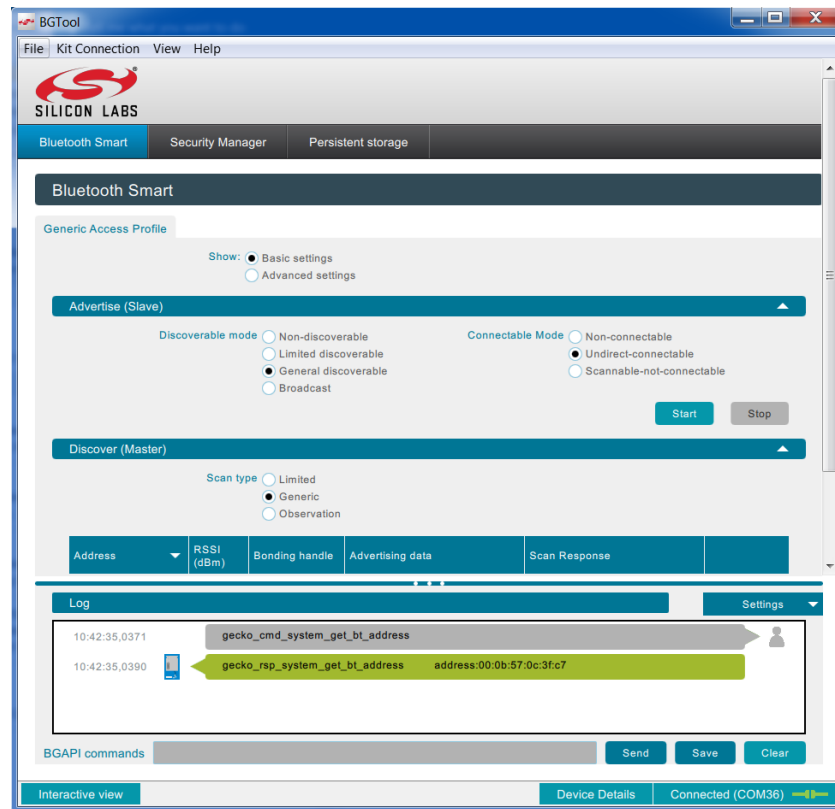 BGTool
File Kit Connection View Help
SILICON LABS
Bluetooth Smart Security Manager Persistent storage
Bluetooth Smart
Generic Access Profile
Show: Basic settings
Advanced settings
Advertise (Slave)
Discoverable mode Non-discoverable Connectable Mode Non-connectable
Limited discoverable Undirect-connectable
General discoverable Scannable-not-connectable
Broadcast
Start Stop
Discover (Master)
Scan type Limited
Generic
Observation
Address RSSI (dBm) Bonding handle Advertising data Scan Response
Log Settings
10:42:35,0371 gecko_cmd_system_get_bt_address
10:42:35,0390 gecko_rsp_system_get_bt_address address:00:0b:57:0c:3f:c7
BGAPI commands Send Save Clear
Interactive view Device Details Connected (COM36)